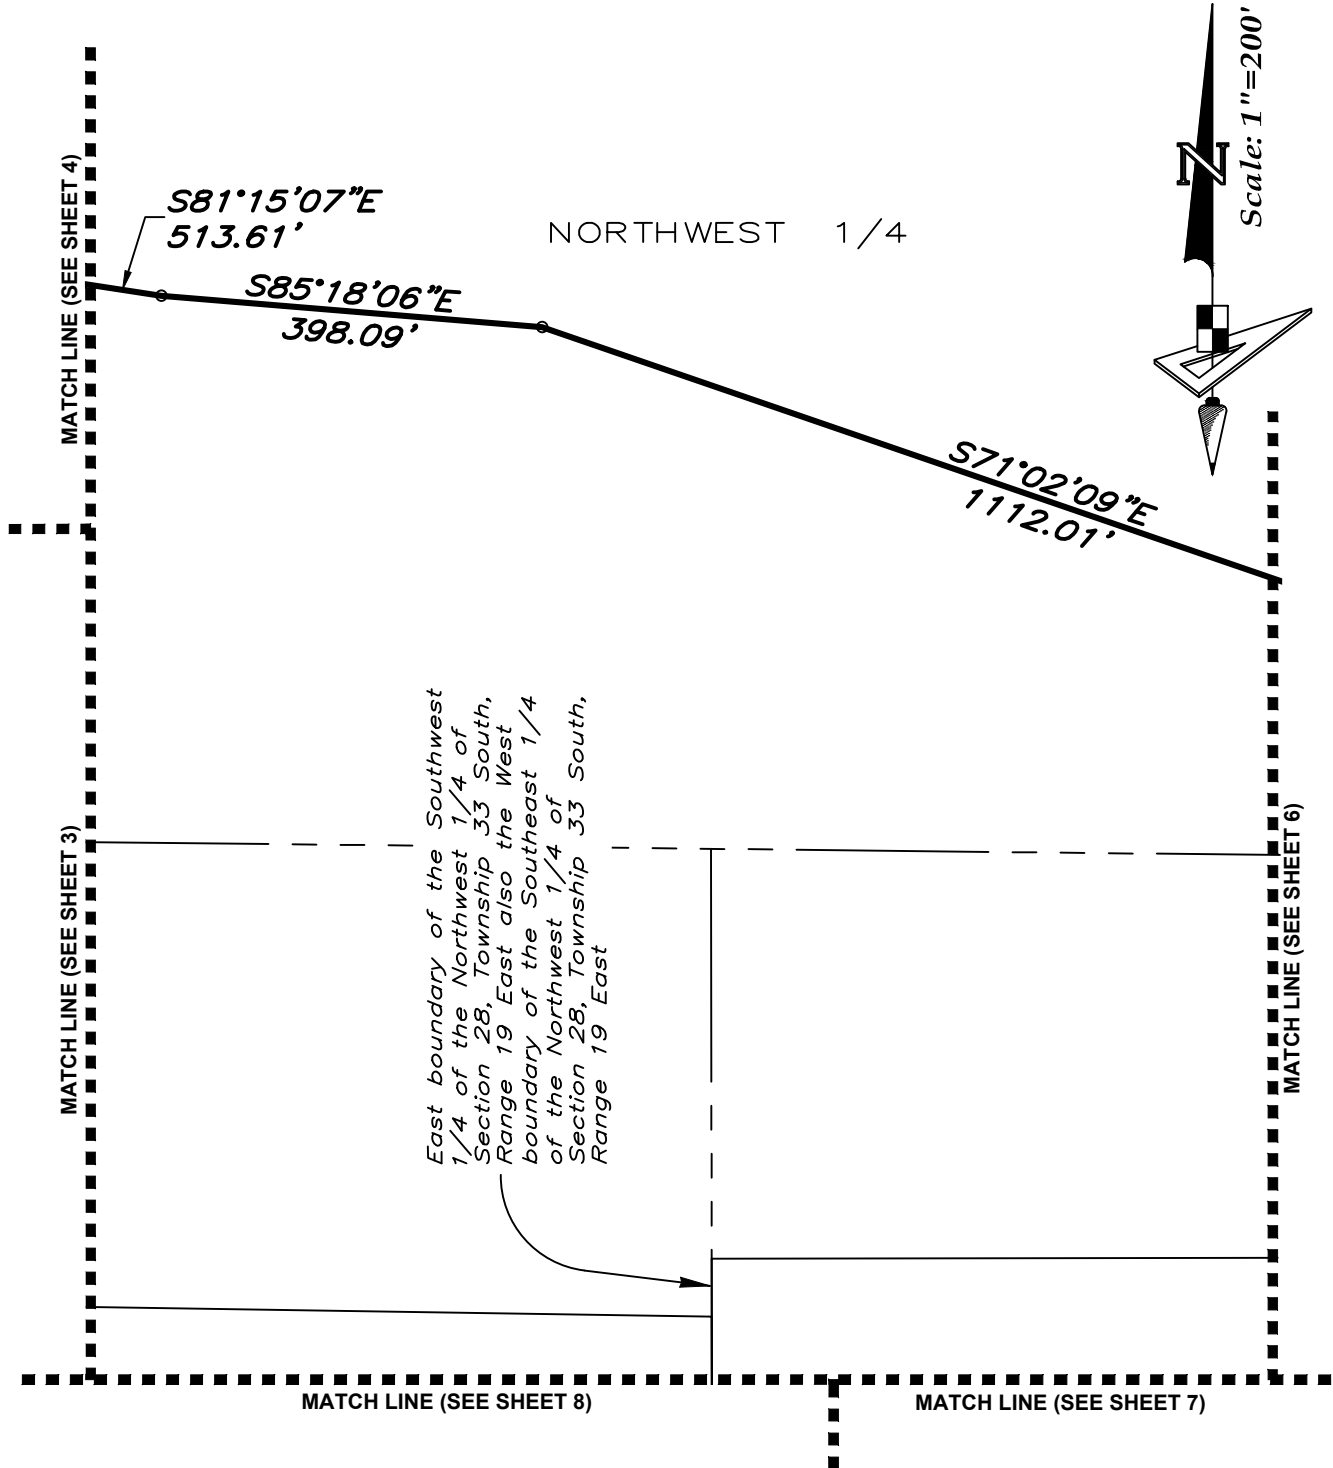 Scale: 1"=200'
N
MATCH LINE (SEE SHEET 4)
S81°15'07"E
513.61'
NORTHWEST 1/4
S85°18'06"E
398.09'
S71°02'09"E
1112.01'
East boundary of the Southwest
1/4 of the Northwest 1/4 of
Section 28, Township 33 South,
Range 19 East also the West
boundary of the Southeast 1/4
of the Northwest 1/4 of
Section 28, Township 33 South,
Range 19 East
MATCH LINE (SEE SHEET 3)
MATCH LINE (SEE SHEET 6)
MATCH LINE (SEE SHEET 8)
MATCH LINE (SEE SHEET 7)